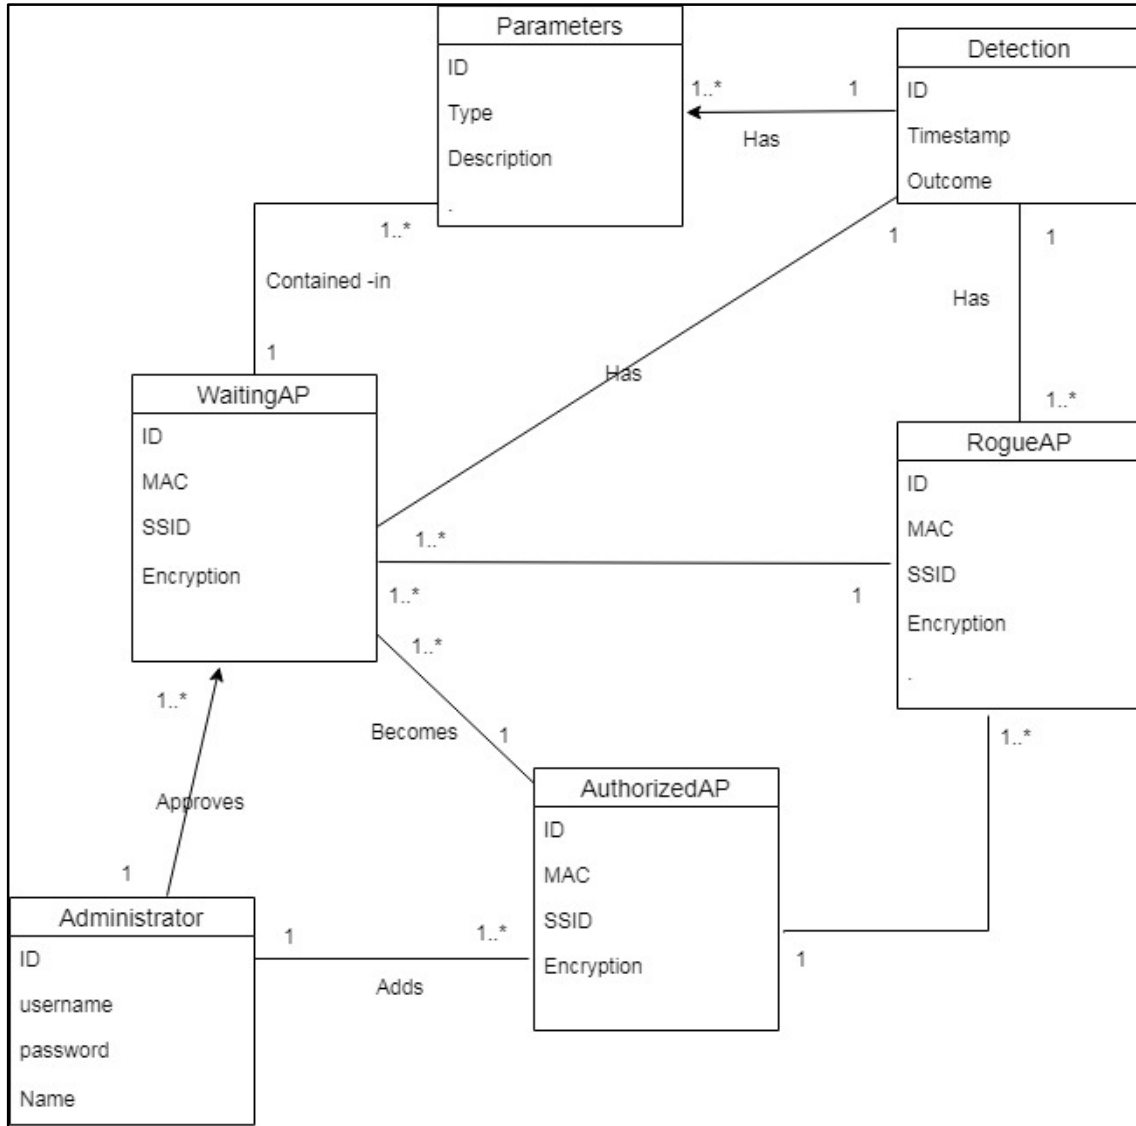 Parameters
ID
Type
Description
.
Detection
ID
Timestamp
Outcome
1..*
1
Has
1..*
Contained -in
1
1
1
Has
Has
1..*
WaitingAP
ID
MAC
SSID
Encryption
RogueAP
ID
MAC
SSID
Encryption
.
1..*
1..*
1
1..*
1..*
Becomes
1
1..*
Approves
1
AuthorizedAP
ID
MAC
SSID
Encryption
1..*
1
Administrator
ID
username
password
Name
1
1..*
Adds